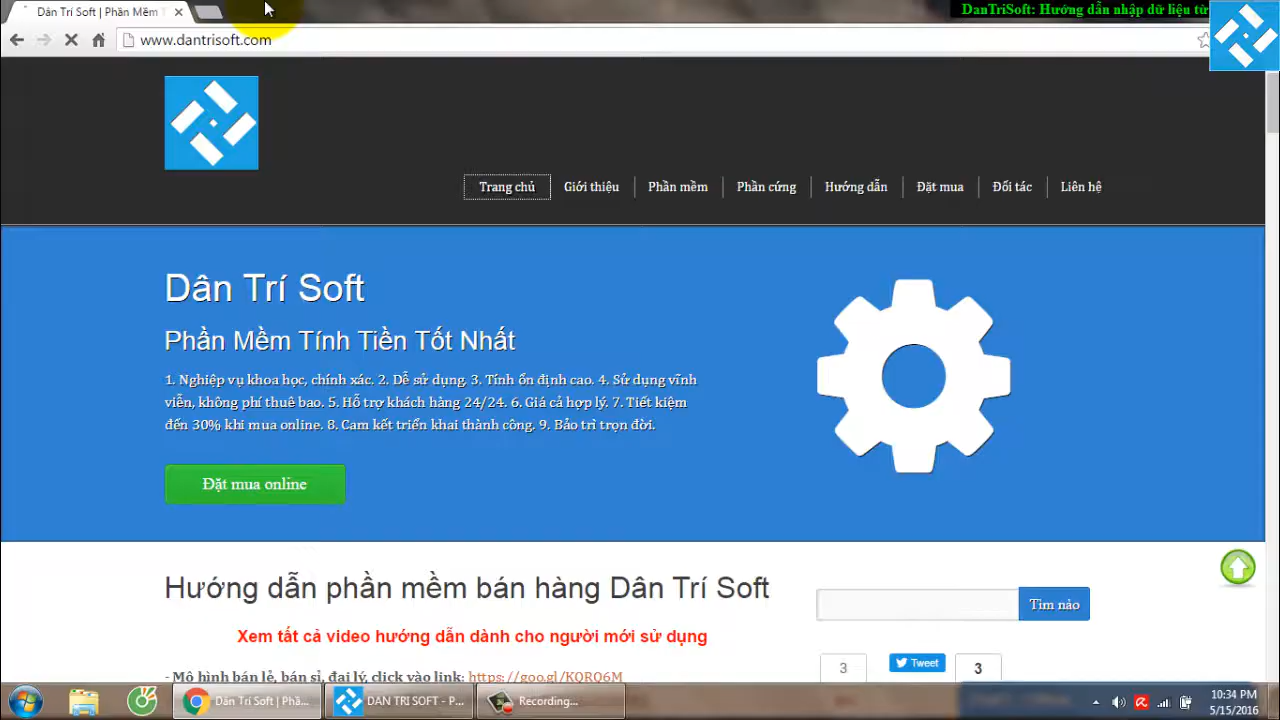 Dân Trí Soft | Phần Mềm T
DanTriSoft: Hướng dẫn nhập dữ liệu từ
www.dantrisoft.com
Trang chủ
Giới thiệu
Phần mềm
Phần cứng
Hướng dẫn
Đặt mua
Đối tác
Liên hệ
Dân Trí Soft
Phần Mềm Tính Tiền Tốt Nhất
1. Nghiệp vụ khoa học, chính xác. 2. Dễ sử dụng. 3. Tính ổn định cao. 4. Sử dụng vĩnh
viễn, không phí thuê bao. 5. Hỗ trợ khách hàng 24/24. 6. Giá cả hợp lý. 7. Tiết kiệm
đến 30% khi mua online. 8. Cam kết triển khai thành công. 9. Bảo trì trọn đời.
Đặt mua online
Hướng dẫn phần mềm bán hàng Dân Trí Soft
Tìm nào
Xem tất cả video hướng dẫn dành cho người mới sử dụng
3
Tweet
3
- Mô hình bán lẻ, bán sỉ, đại lý, click vào link: https://goo.gl/KQRQ6M
Dân Trí Soft | Phầ...
DAN TRI SOFT - P...
Recording...
10:34 PM
5/15/2016